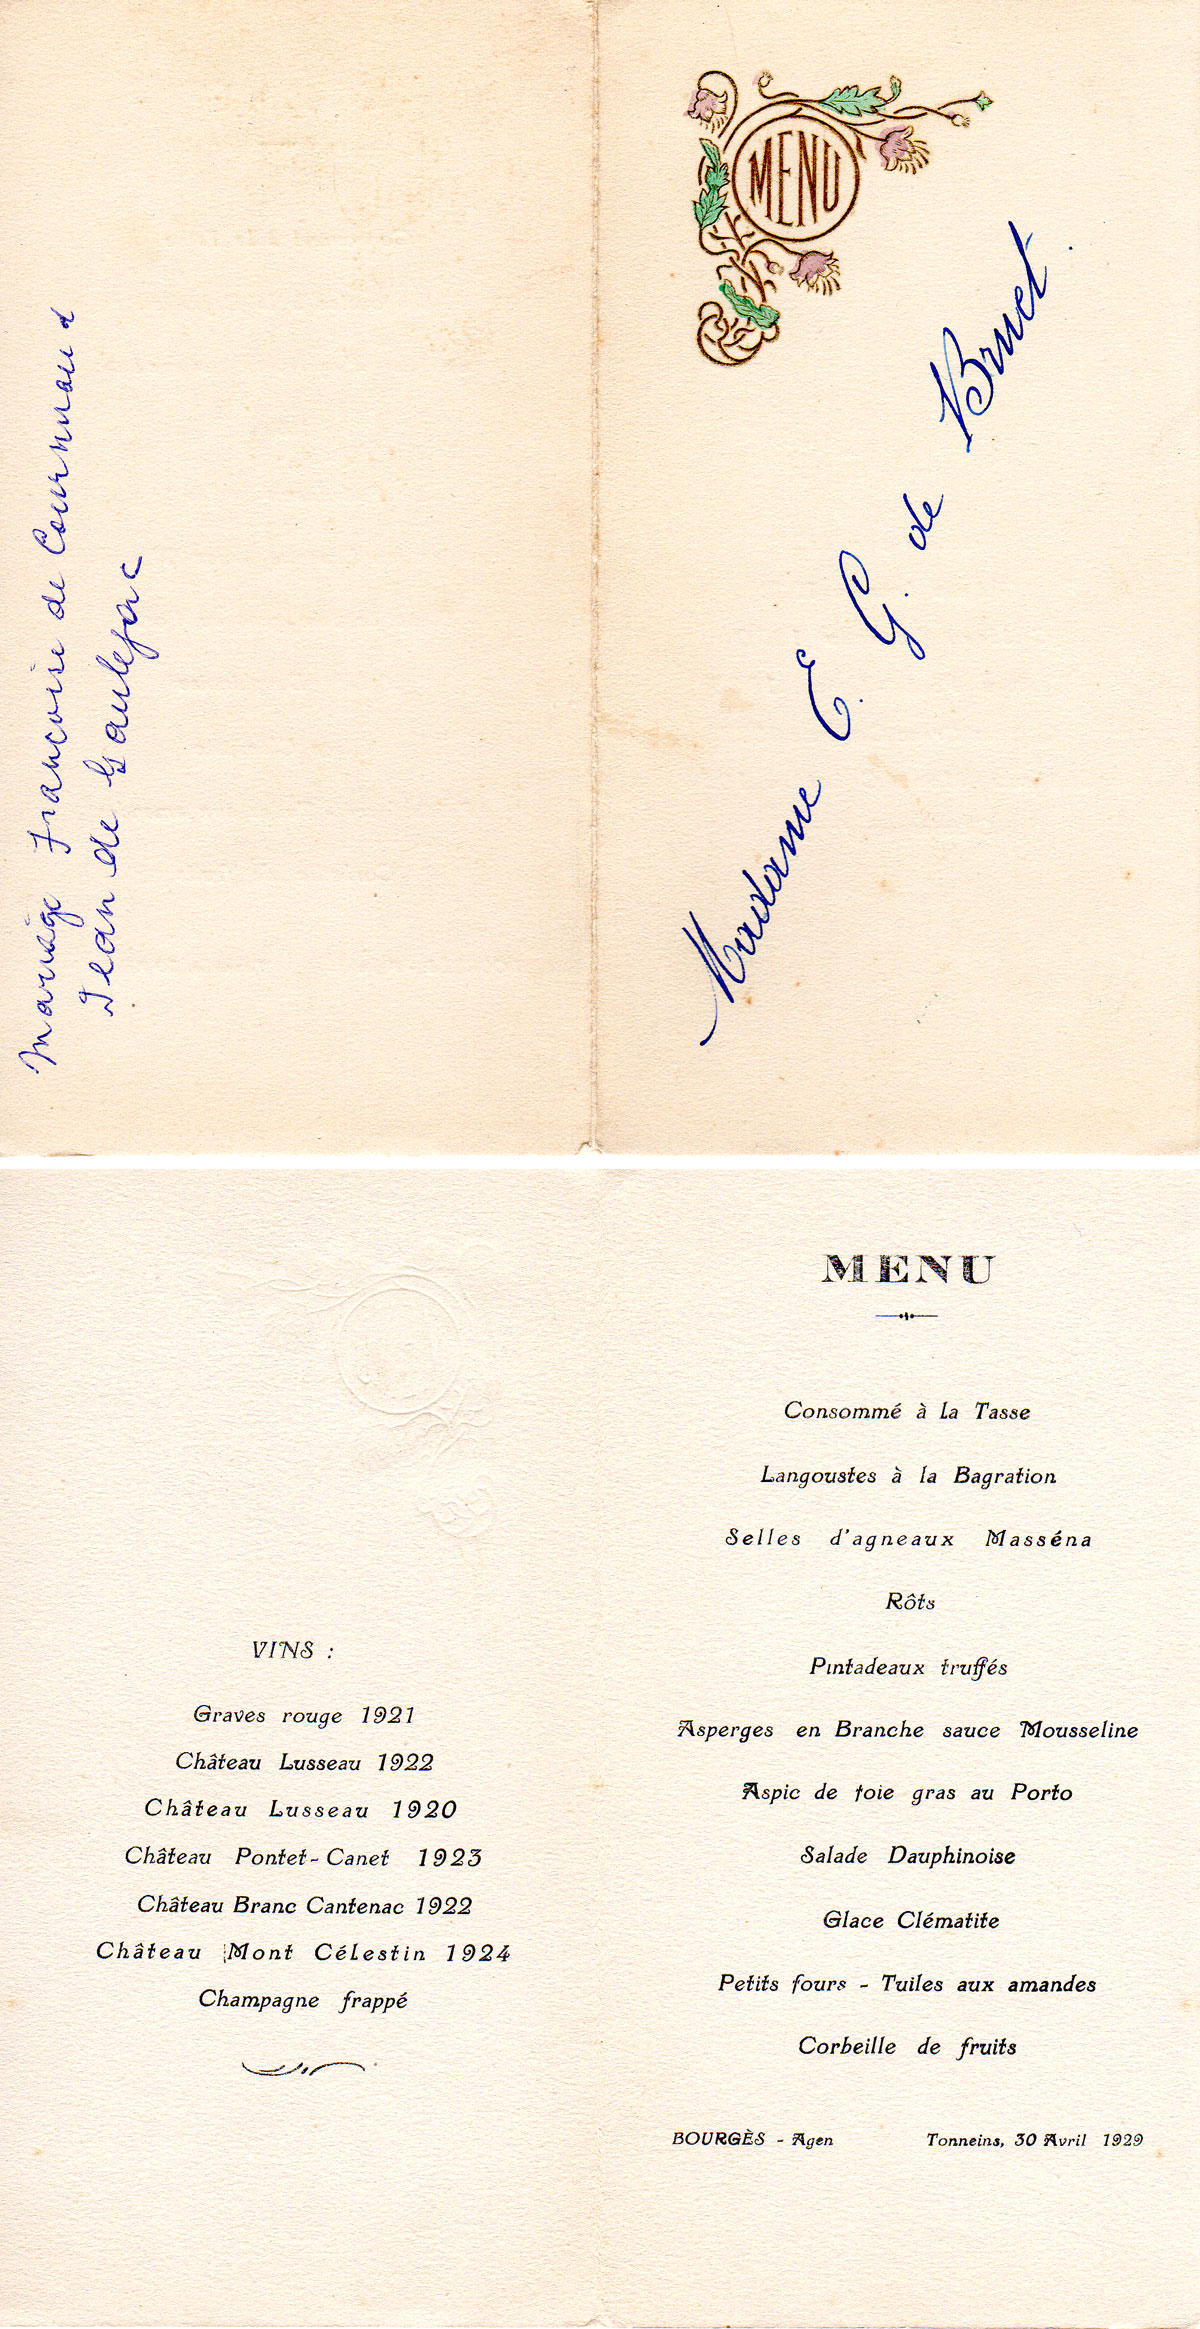 Mariage Françoise de Cournuaud
Jean de Gaulejac
MENU
Madame E. G. de Bruet.
VINS :
Graves rouge 1921
Château Lusseau 1922
Château Lusseau 1920
Château Pontet-Canet 1923
Château Branc Cantenac 1922
Château Mont Célestin 1924
Champagne frappé
MENU
Consommé à la Tasse
Langoustes à la Bagration
Selles d'agneaux Masséna
Rôts
Pintadeaux truffés
Asperges en Branche sauce Mousseline
Aspic de foie gras au Porto
Salade Dauphinoise
Glace Clématite
Petits fours - Tuiles aux amandes
Corbeille de fruits
BOURGÈS - Agen Tonneins, 30 Avril 1929